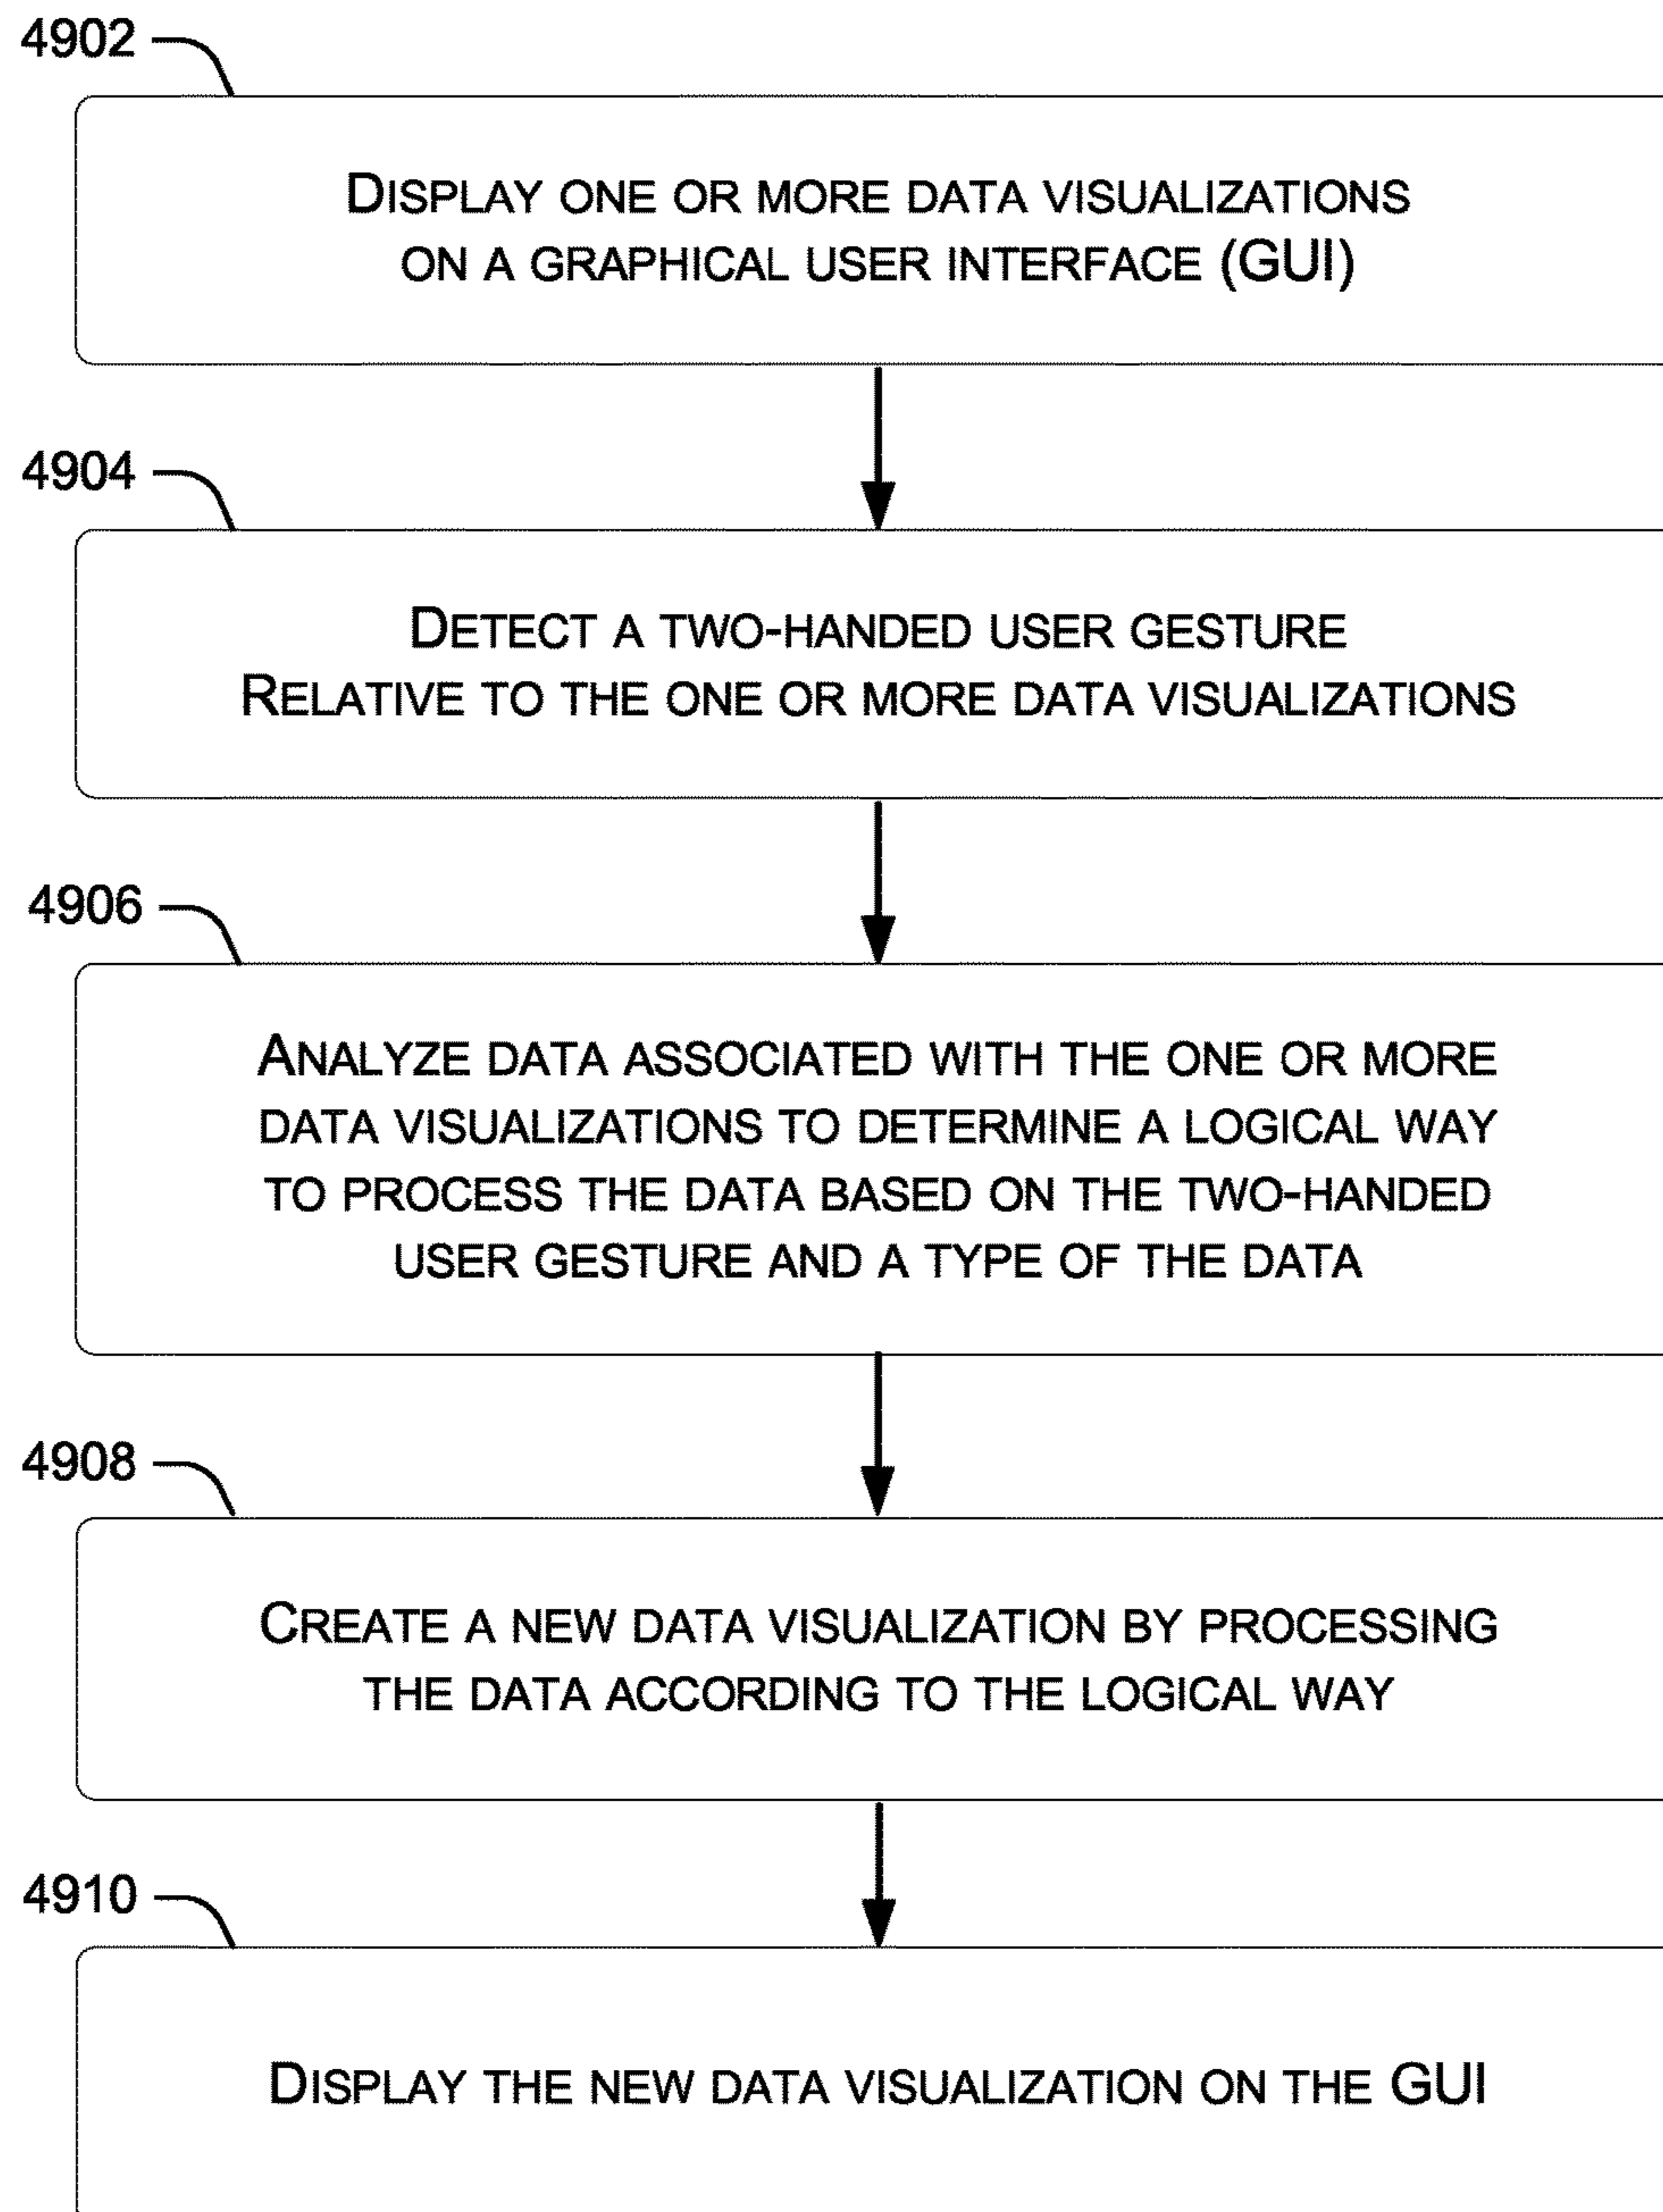 4902
DISPLAY ONE OR MORE DATA VISUALIZATIONS
ON A GRAPHICAL USER INTERFACE (GUI)
4904
DETECT A TWO-HANDED USER GESTURE
RELATIVE TO THE ONE OR MORE DATA VISUALIZATIONS
4906
ANALYZE DATA ASSOCIATED WITH THE ONE OR MORE
DATA VISUALIZATIONS TO DETERMINE A LOGICAL WAY
TO PROCESS THE DATA BASED ON THE TWO-HANDED
USER GESTURE AND A TYPE OF THE DATA
4908
CREATE A NEW DATA VISUALIZATION BY PROCESSING
THE DATA ACCORDING TO THE LOGICAL WAY
4910
DISPLAY THE NEW DATA VISUALIZATION ON THE GUI